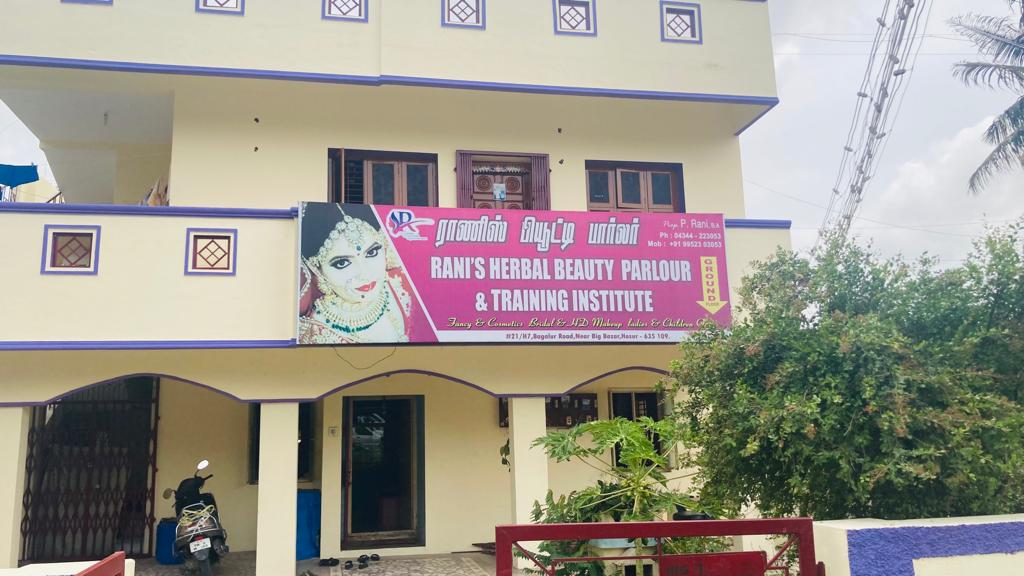 SR
ராணிஸ் பியூட்டி பார்லர்
Prop. P. Rani, B.A
Ph : 04344 - 223053
Mob : +91 99523 03053
RANI'S HERBAL BEAUTY PARLOUR
& TRAINING INSTITUTE
GROUND
FLOOR
Fancy & Cosmetics Bridal & HD Makeup ladies & Children
#21/H7,Bagalur Road,Near Big Bazar,Hosur - 635 109.